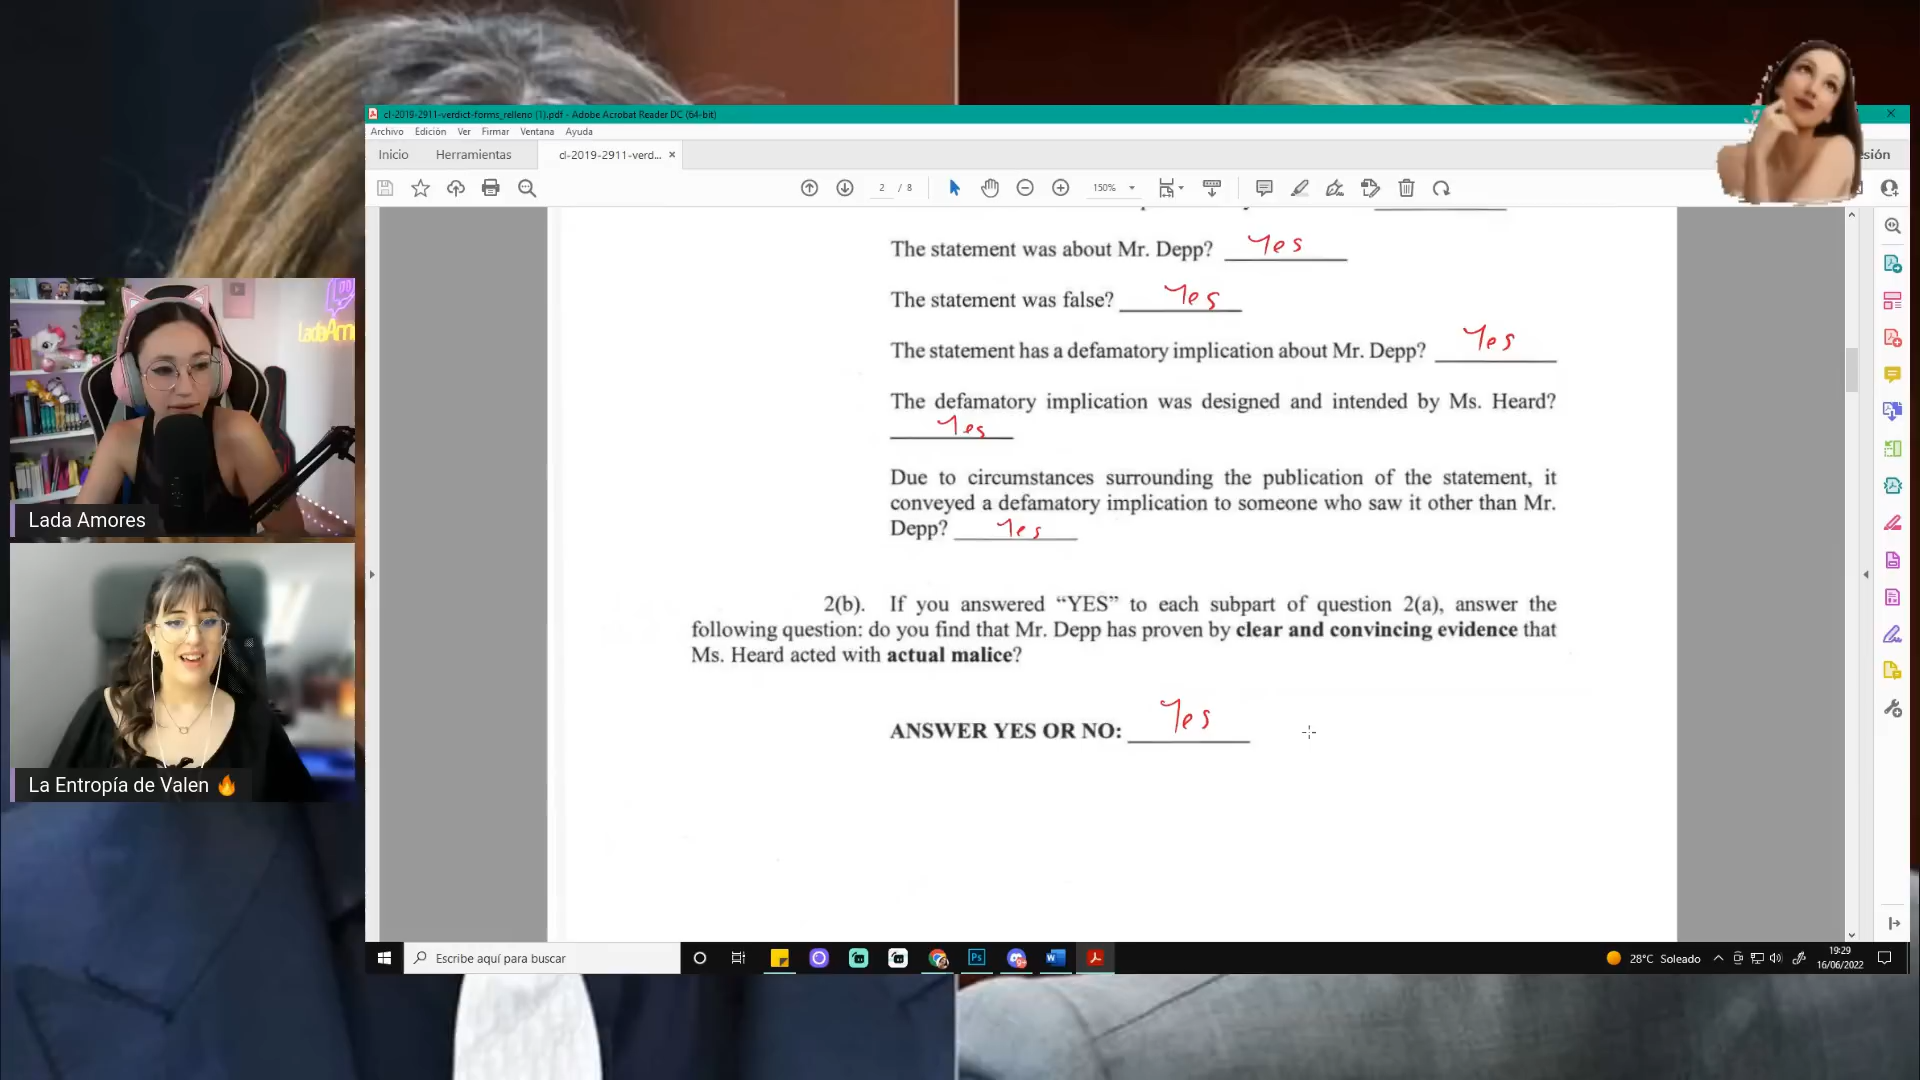 cl-2019-2911-verdict-forms_relleno (1).pdf - Adobe Acrobat Reader DC (64-bit)
Archivo Edición Ver Firmar Ventana Ayuda
Inicio Herramientas cl-2019-2911-verd... × esión
2 / 8 150%
The statement was about Mr. Depp? Yes
The statement was false? Yes
The statement has a defamatory implication about Mr. Depp? Yes
The defamatory implication was designed and intended by Ms. Heard?
Yes
Due to circumstances surrounding the publication of the statement, it
conveyed a defamatory implication to someone who saw it other than Mr.
Depp? Yes
2(b). If you answered “YES” to each subpart of question 2(a), answer the
following question: do you find that Mr. Depp has proven by clear and convincing evidence that
Ms. Heard acted with actual malice?
ANSWER YES OR NO: Yes
LadaAm
Lada Amores
La Entropía de Valen 🔥
Escribe aquí para buscar
Ps
28°C Soleado
19:29
16/06/2022